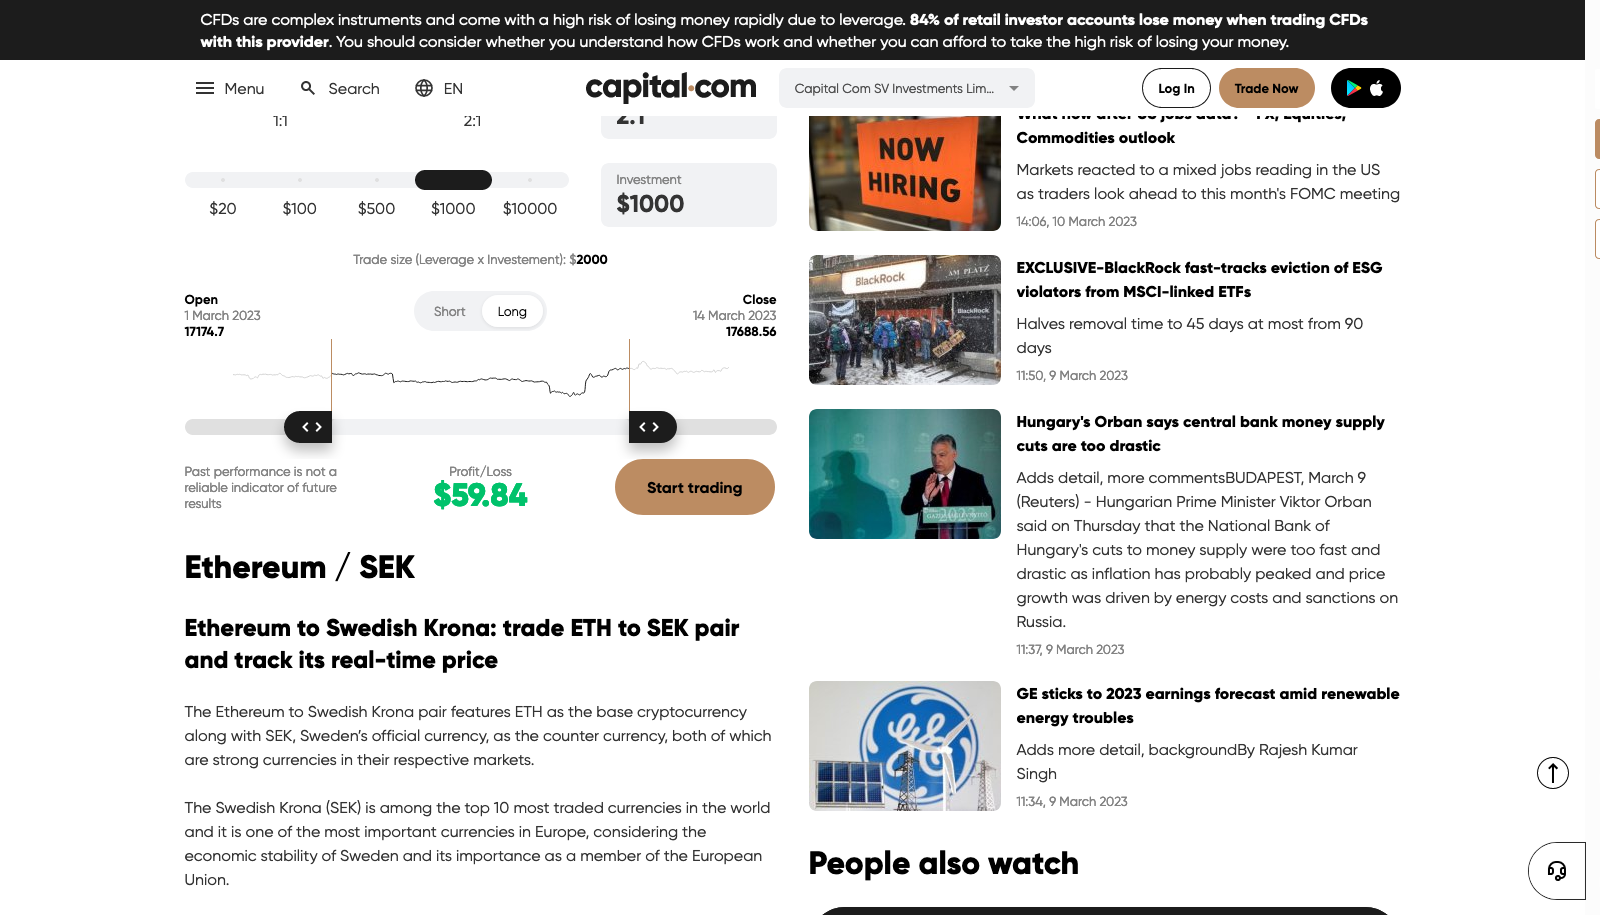 CFDs are complex instruments and come with a high risk of losing money rapidly due to leverage. 84% of retail investor accounts lose money when trading CFDs
with this provider. You should consider whether you understand how CFDs work and whether you can afford to take the high risk of losing your money.
Menu
Search
EN
capital.com
Capital Com SV Investments Lim...
Log In
Trade Now
1:1
2:1
2:1
Investment
$1000
$20
$100
$500
$1000
$10000
Trade size (Leverage x Investement): $2000
Open
1 March 2023
17174.7
Short
Long
Close
14 March 2023
17688.56
Past performance is not a
reliable indicator of future
results
Profit/Loss
$59.84
Start trading
Ethereum / SEK
Ethereum to Swedish Krona: trade ETH to SEK pair
and track its real-time price
The Ethereum to Swedish Krona pair features ETH as the base cryptocurrency
along with SEK, Sweden’s official currency, as the counter currency, both of which
are strong currencies in their respective markets.
The Swedish Krona (SEK) is among the top 10 most traded currencies in the world
and it is one of the most important currencies in Europe, considering the
economic stability of Sweden and its importance as a member of the European
Union.
NOW
HIRING
What now after US jobs data? – FX, Equities,
Commodities outlook
Markets reacted to a mixed jobs reading in the US
as traders look ahead to this month's FOMC meeting
14:06, 10 March 2023
BlackRock
AM PLATZ
BlackRock
EXCLUSIVE-BlackRock fast-tracks eviction of ESG
violators from MSCI-linked ETFs
Halves removal time to 45 days at most from 90
days
11:50, 9 March 2023
2023
Hungary's Orban says central bank money supply
cuts are too drastic
Adds detail, more commentsBUDAPEST, March 9
(Reuters) - Hungarian Prime Minister Viktor Orban
said on Thursday that the National Bank of
Hungary's cuts to money supply were too fast and
drastic as inflation has probably peaked and price
growth was driven by energy costs and sanctions on
Russia.
11:37, 9 March 2023
GE sticks to 2023 earnings forecast amid renewable
energy troubles
Adds more detail, backgroundBy Rajesh Kumar
Singh
11:34, 9 March 2023
People also watch